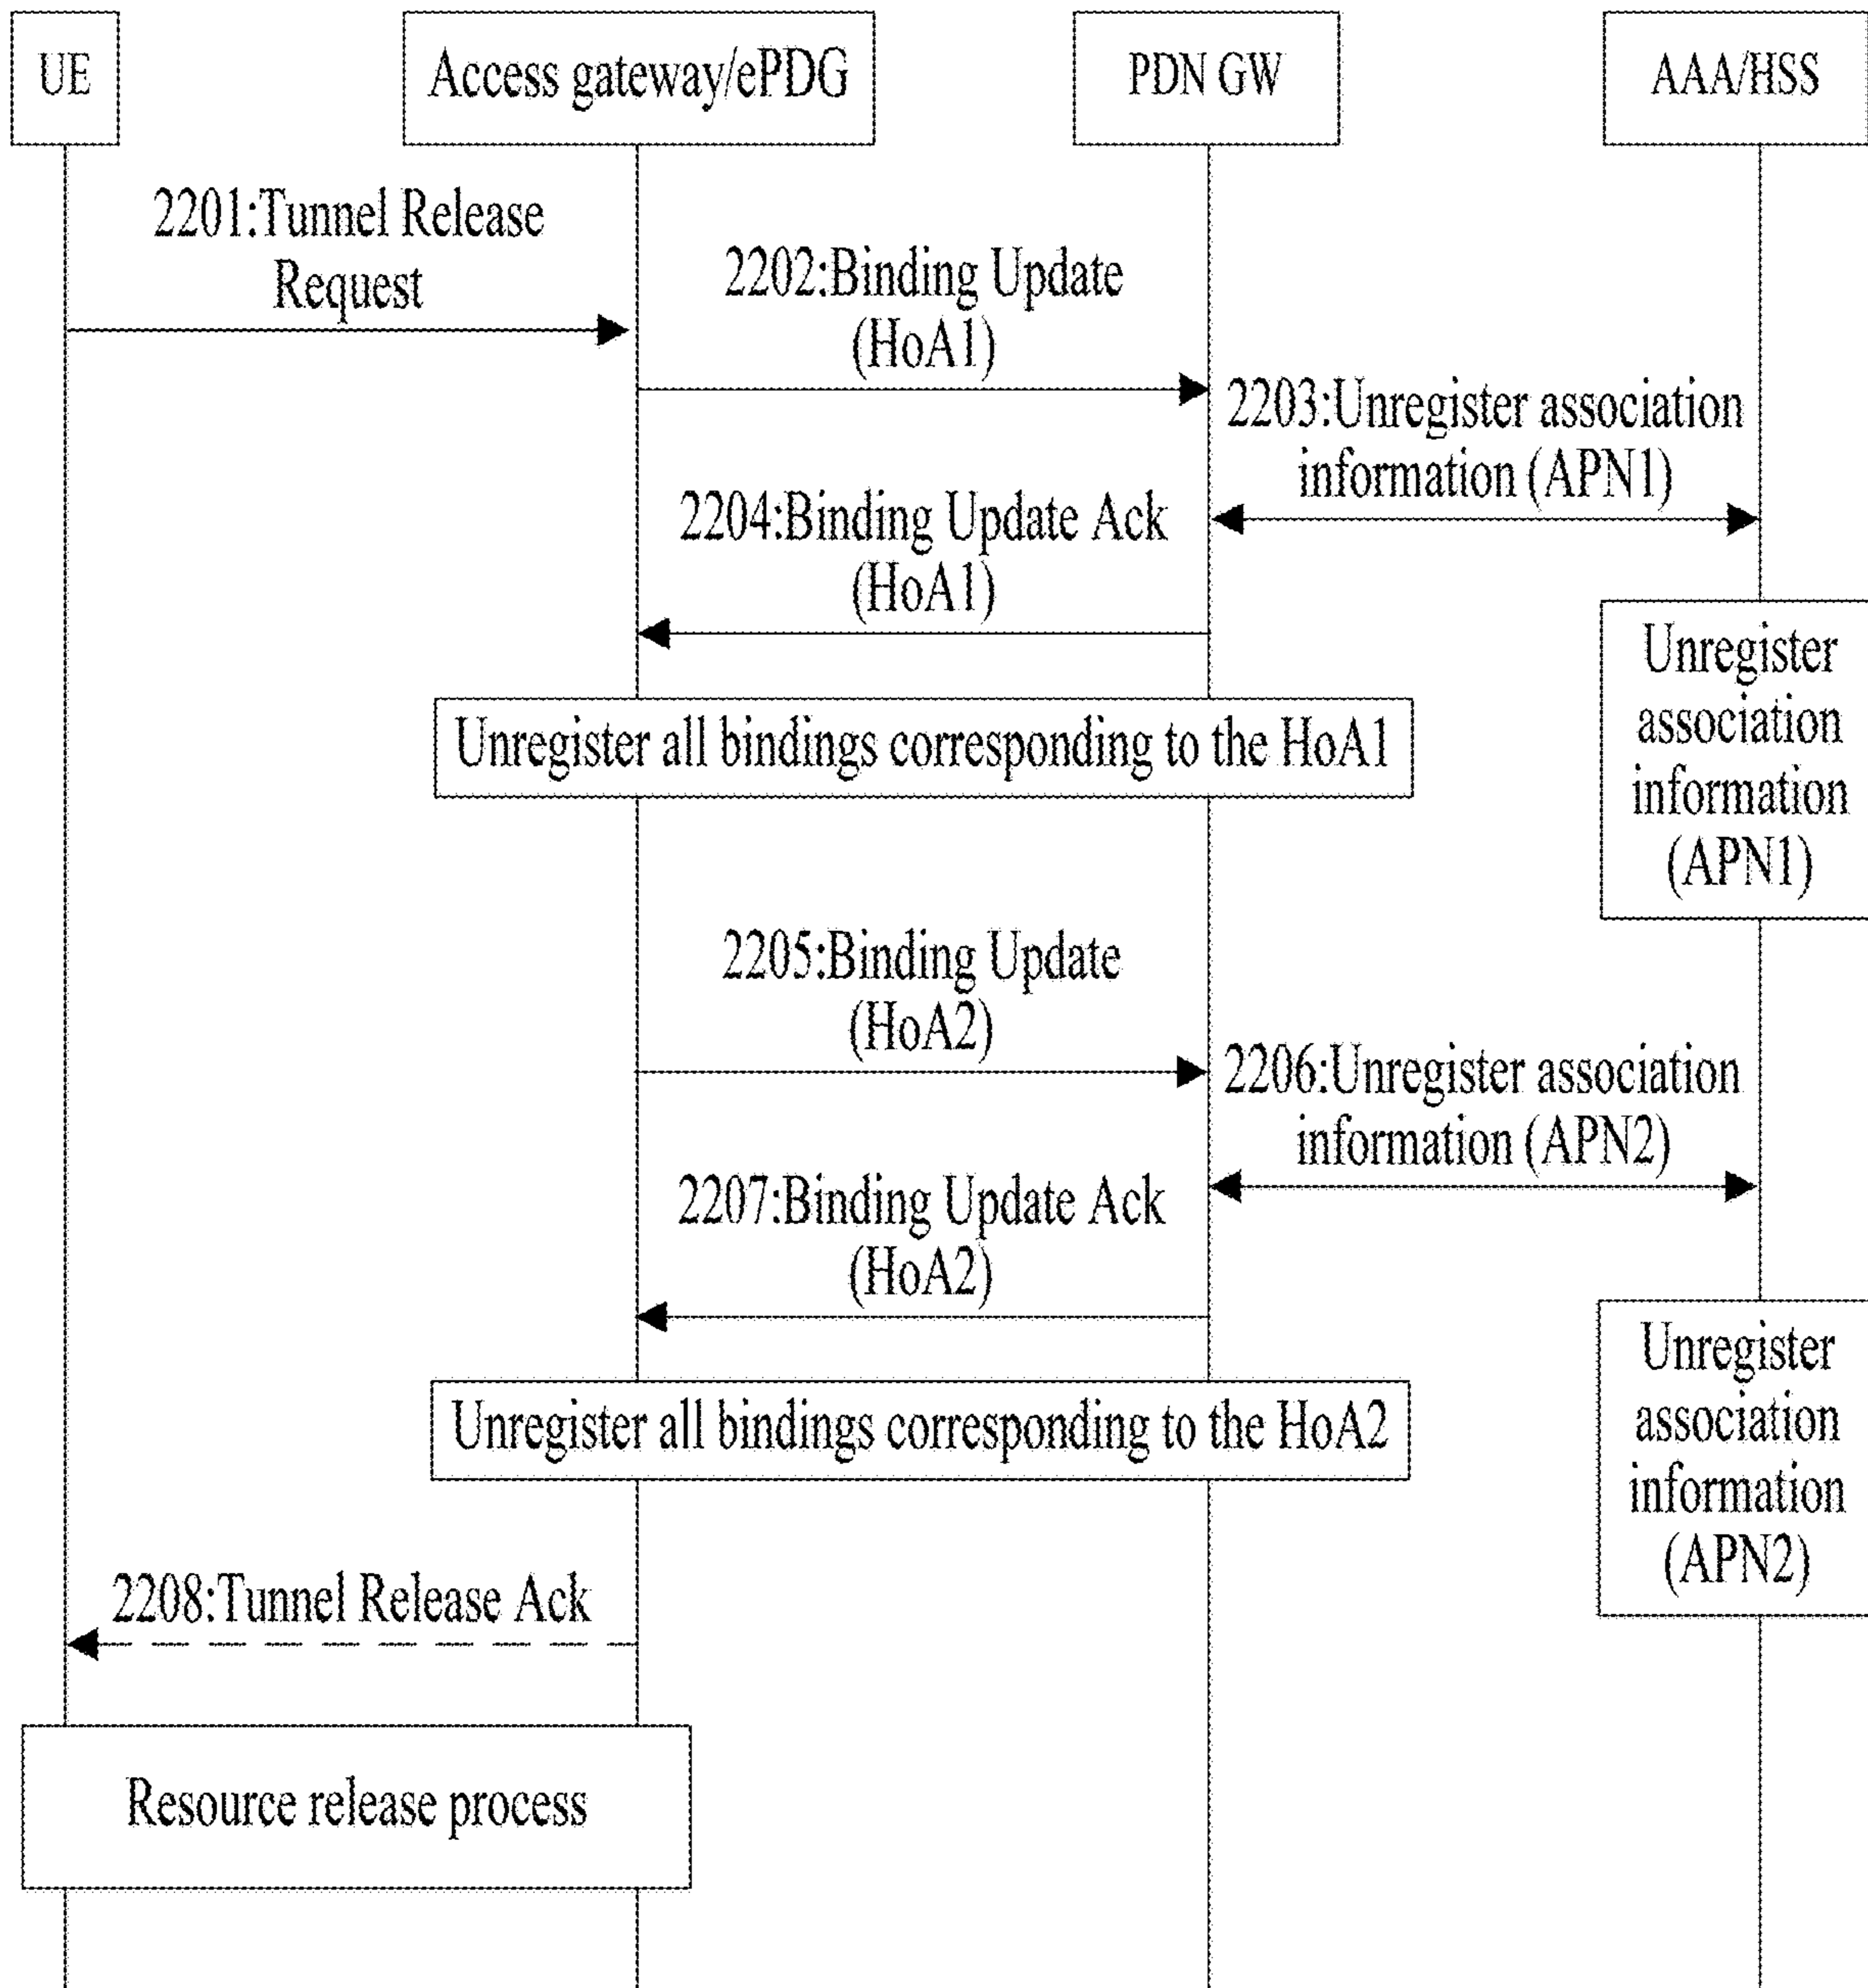 UE
Access gateway/ePDG
PDN GW
AAA/HSS
2201:Tunnel Release
Request
2202:Binding Update
(HoA1)
2203:Unregister association
information (APN1)
2204:Binding Update Ack
(HoA1)
Unregister
association
information
(APN1)
Unregister all bindings corresponding to the HoA1
2205:Binding Update
(HoA2)
2206:Unregister association
information (APN2)
2207:Binding Update Ack
(HoA2)
Unregister
association
information
(APN2)
Unregister all bindings corresponding to the HoA2
2208:Tunnel Release Ack
Resource release process